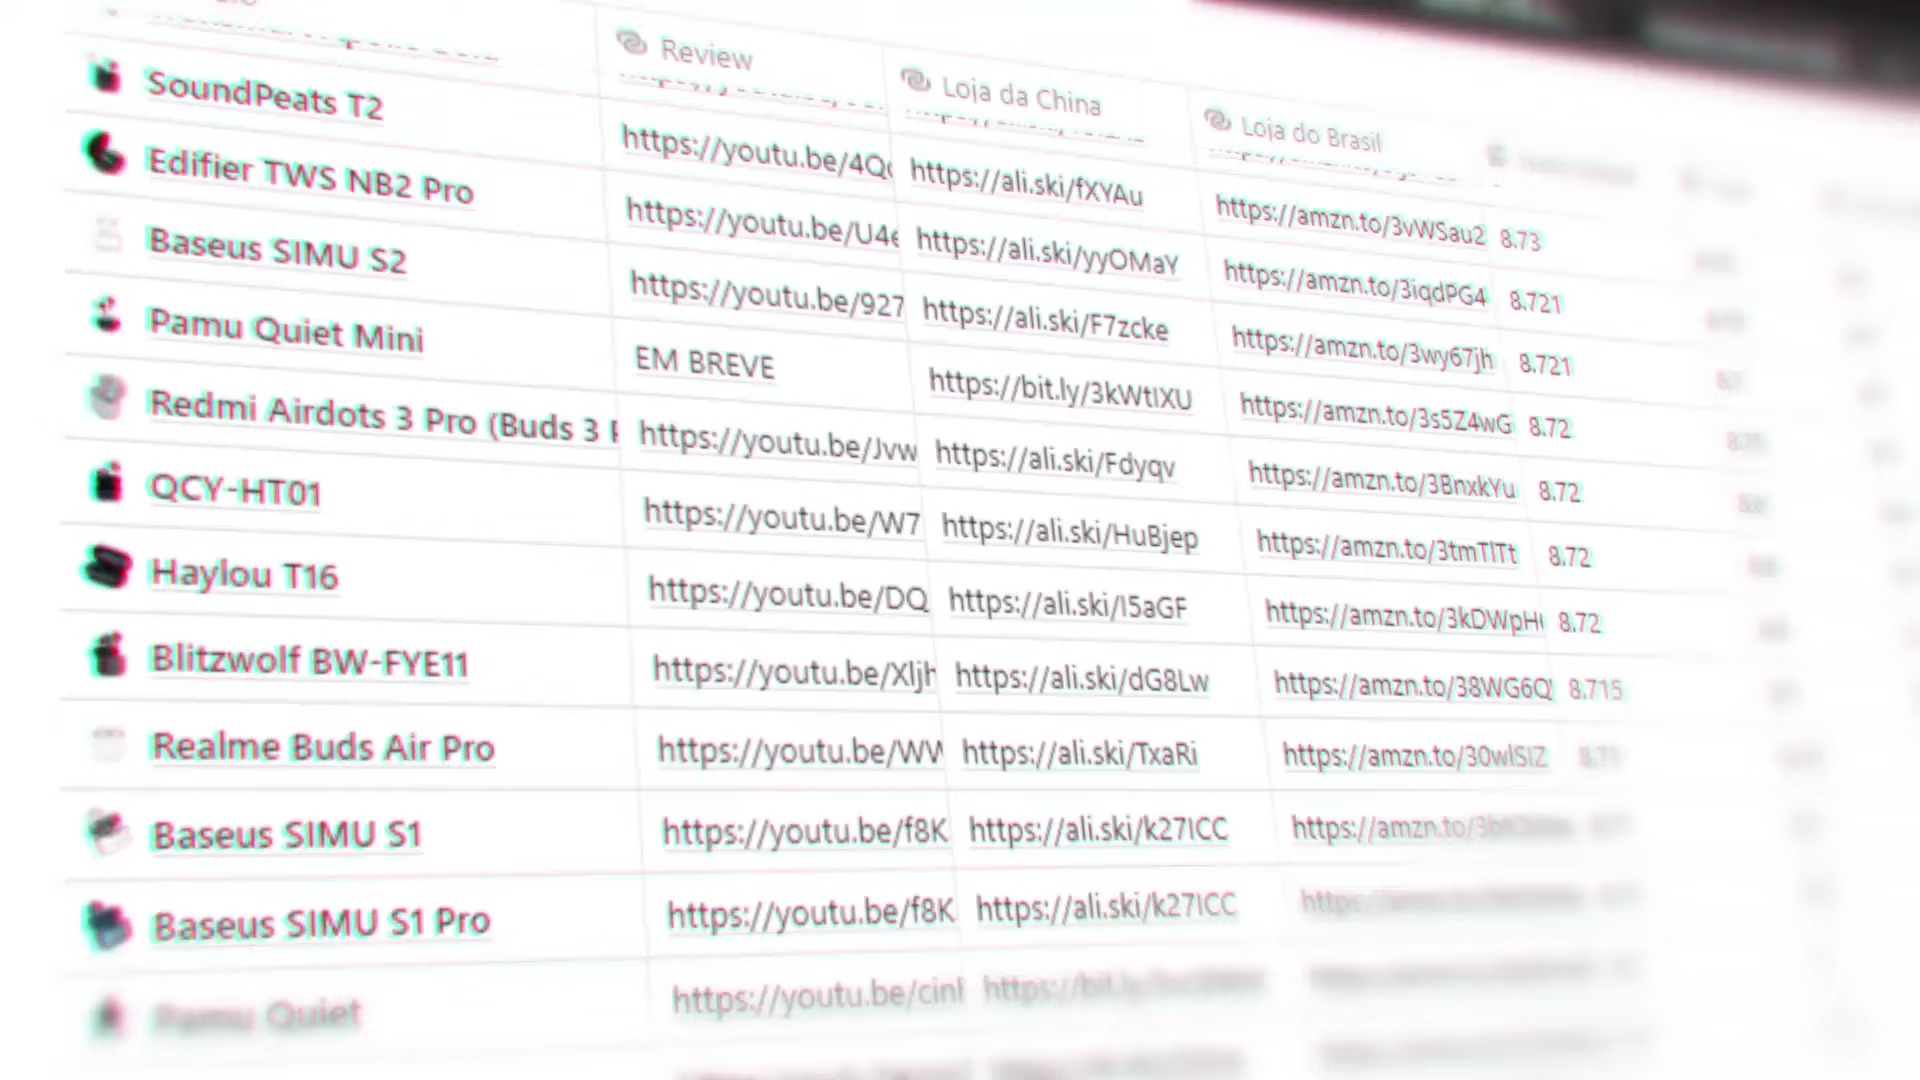 Review Loja da China Loja do Brasil
SoundPeats T2 https://youtu.be/4Q https://ali.ski/fXYAu https://amzn.to/3vWSau2 8.73
Edifier TWS NB2 Pro https://youtu.be/U4e https://ali.ski/yyOMaY https://amzn.to/3iqdPG4 8.721
Baseus SIMU S2 https://youtu.be/927 https://ali.ski/F7zcke https://amzn.to/3wy67jh 8.721
Pamu Quiet Mini EM BREVE https://bit.ly/3kWtIXU https://amzn.to/3s5Z4wG 8.72
Redmi Airdots 3 Pro (Buds 3 P https://youtu.be/Jvw https://ali.ski/Fdyqv https://amzn.to/3BnxkYu 8.72
QCY-HT01 https://youtu.be/W7 https://ali.ski/HuBjep https://amzn.to/3tmTlTt 8.72
Haylou T16 https://youtu.be/DQ https://ali.ski/I5aGF https://amzn.to/3kDWpH 8.72
Blitzwolf BW-FYE11 https://youtu.be/Xljh https://ali.ski/dG8Lw https://amzn.to/38WG6Q 8.715
Realme Buds Air Pro https://youtu.be/WV https://ali.ski/TxaRi https://amzn.to/30wlSIZ 8.71
Baseus SIMU S1 https://youtu.be/f8K https://ali.ski/k27ICC
Baseus SIMU S1 Pro https://youtu.be/f8K https://ali.ski/k27ICC
Pamu Quiet https://youtu.be/cinl